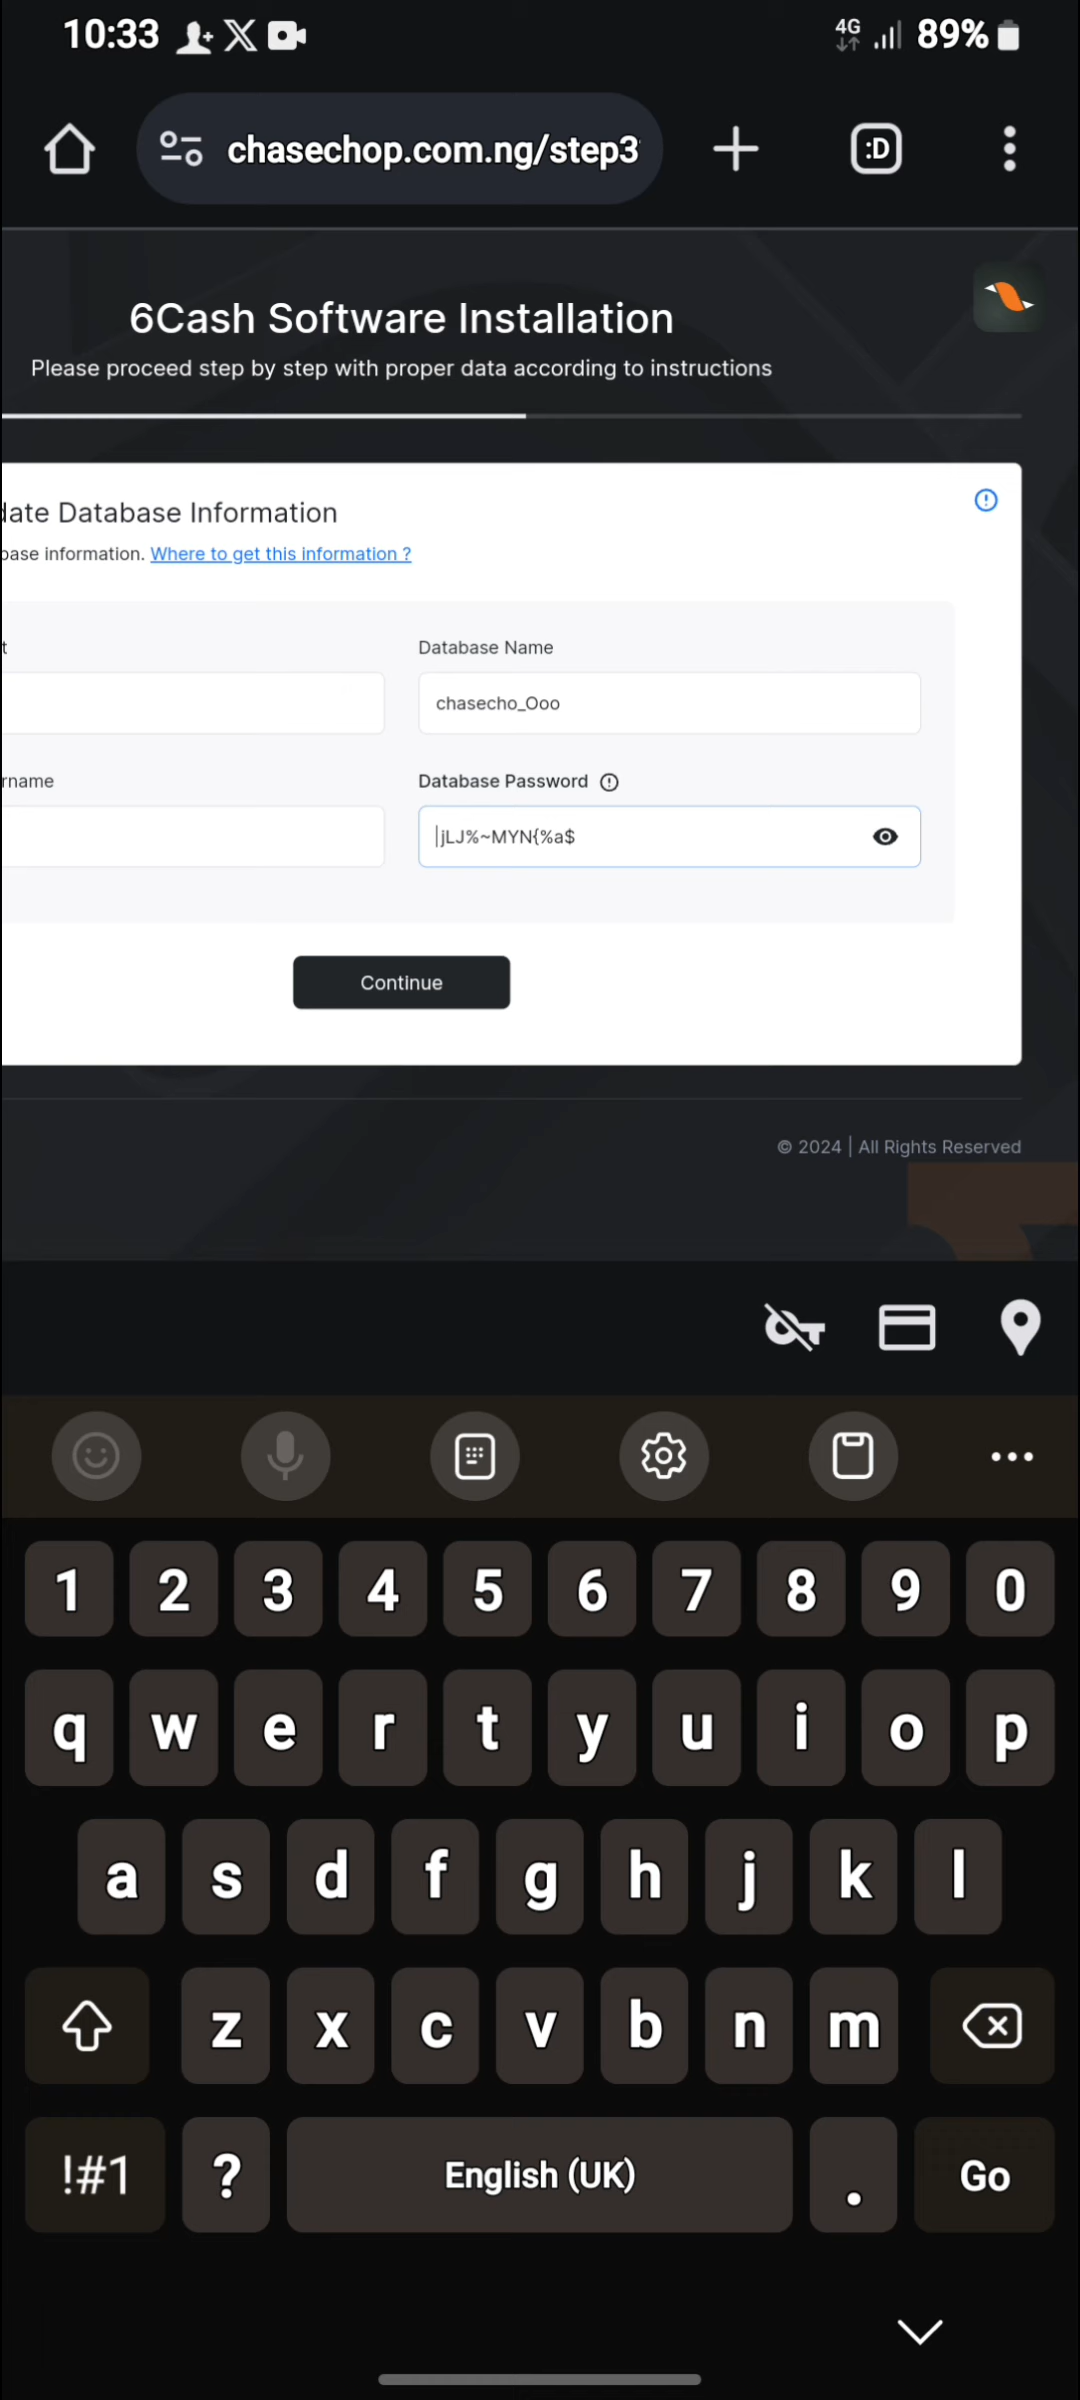 10:33
4G
89%
chasechop.com.ng/step3
:D
6Cash Software Installation
Please proceed step by step with proper data according to instructions
date Database Information
base information. Where to get this information ?
t
Database Name
chasecho_Ooo
rname
Database Password
jLJ%~MYN{%a$
Continue
© 2024 | All Rights Reserved
1 2 3 4 5 6 7 8 9 0
q w e r t y u i o p
a s d f g h j k l
z x c v b n m
!#1 ? English (UK) . Go